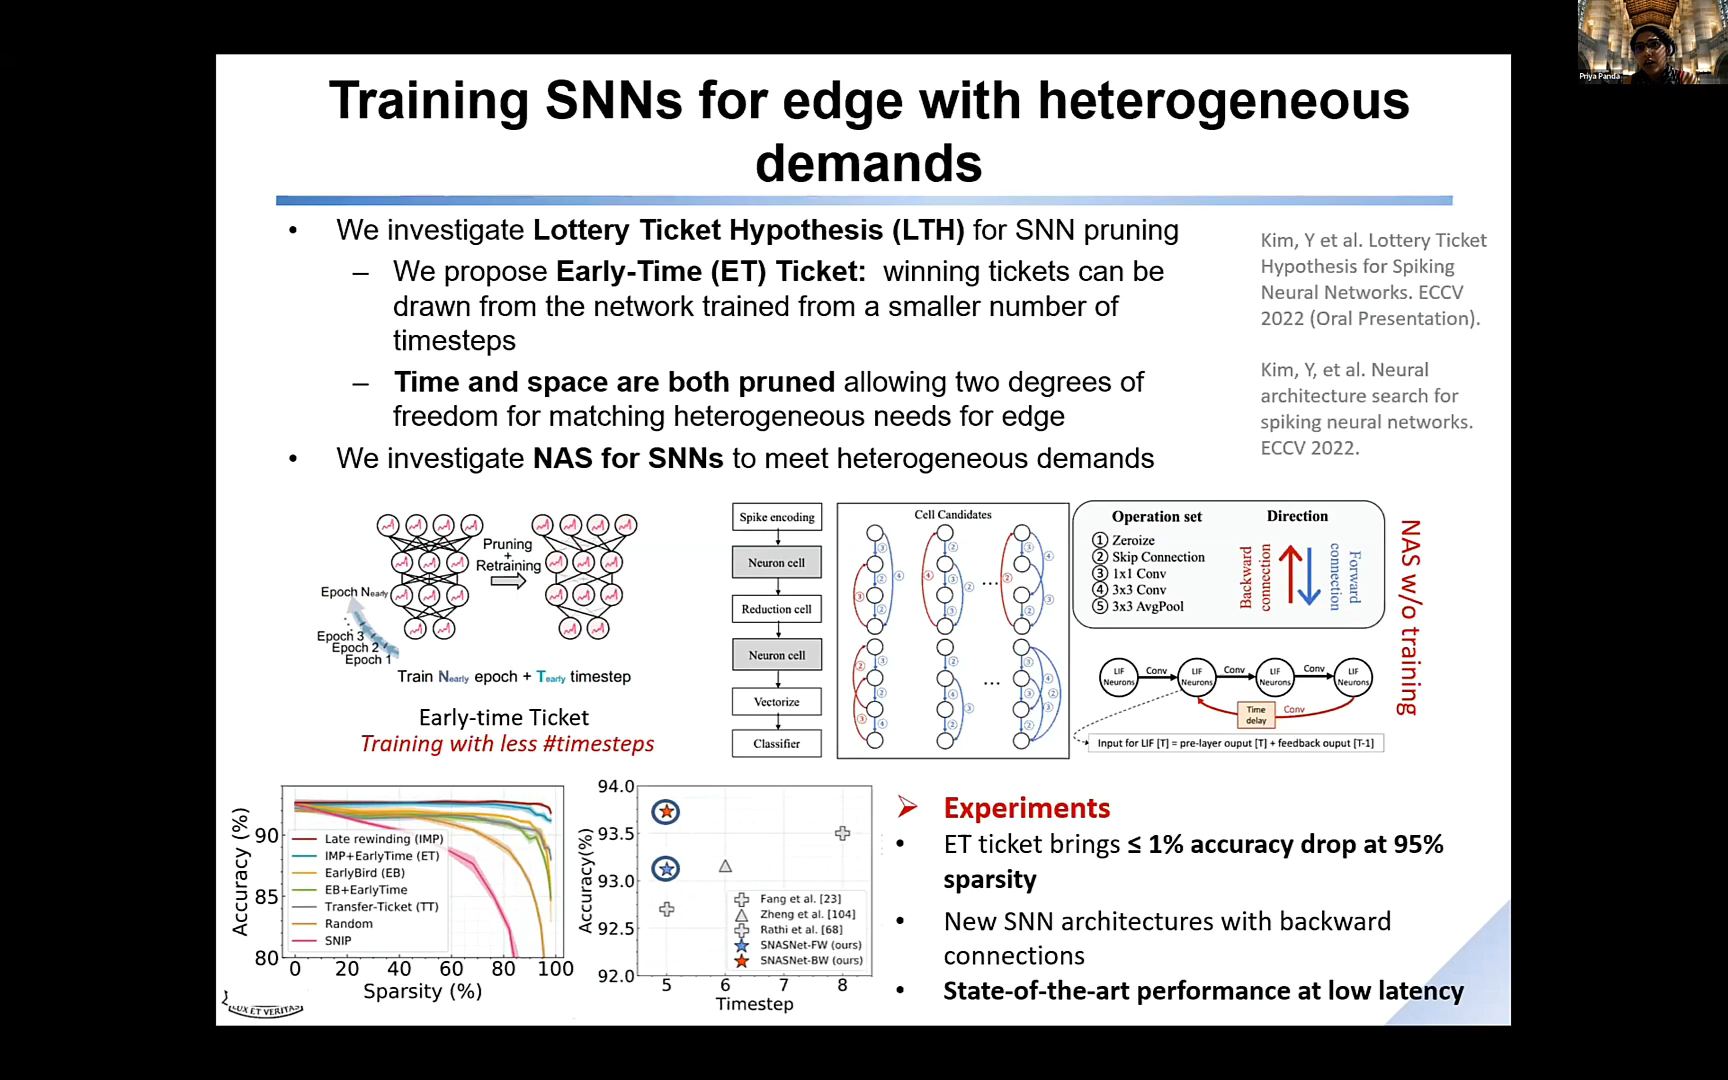 Priya Panda
Training SNNs for edge with heterogeneous
demands
• We investigate Lottery Ticket Hypothesis (LTH) for SNN pruning
– We propose Early-Time (ET) Ticket: winning tickets can be
drawn from the network trained from a smaller number of
timesteps
– Time and space are both pruned allowing two degrees of
freedom for matching heterogeneous needs for edge
• We investigate NAS for SNNs to meet heterogeneous demands
Kim, Y et al. Lottery Ticket
Hypothesis for Spiking
Neural Networks. ECCV
2022 (Oral Presentation).
Kim, Y, et al. Neural
architecture search for
spiking neural networks.
ECCV 2022.
Pruning
+
Retraining
Epoch Nearly
Epoch 3
Epoch 2
Epoch 1
Train Nearly epoch + Tearly timestep
Early-time Ticket
Training with less #timesteps
Spike encoding
Neuron cell
Reduction cell
Neuron cell
Vectorize
Classifier
Cell Candidates
...
...
Operation set
① Zeroize
② Skip Connection
③ 1x1 Conv
④ 3x3 Conv
⑤ 3x3 AvgPool
Direction
Backward
connection
Forward
connection
NAS w/o training
LIF
Neurons
Conv
LIF
Neurons
Conv
LIF
Neurons
Conv
LIF
Neurons
Time
delay
Conv
Input for LIF [T] = pre-layer ouput [T] + feedback ouput [T-1]
Accuracy (%)
90
85
80
Late rewinding (IMP)
IMP+EarlyTime (ET)
EarlyBird (EB)
EB+EarlyTime
Transfer-Ticket (TT)
Random
SNIP
0 20 40 60 80 100
Sparsity (%)
Accuracy(%)
94.0
93.5
93.0
92.5
92.0
Fang et al. [23]
Zheng et al. [104]
Rathi et al. [68]
SNASNet-FW (ours)
SNASNet-BW (ours)
5 6 7 8
Timestep
➢ Experiments
• ET ticket brings ≤ 1% accuracy drop at 95%
sparsity
• New SNN architectures with backward
connections
• State-of-the-art performance at low latency
LUX ET VERITAS